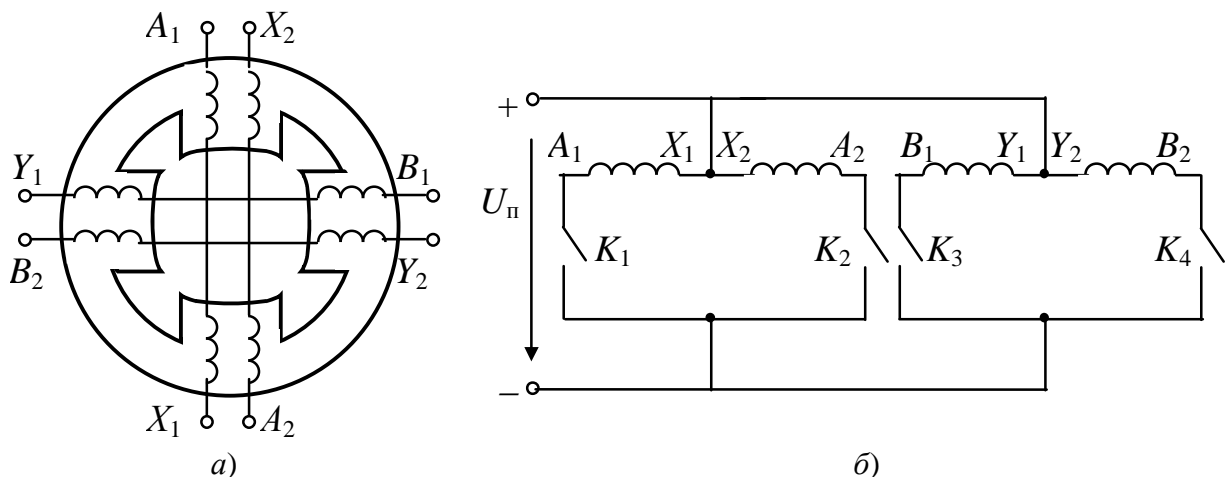 A1 X2
Y1 B1
B2 Y2
X1 A2
а)
+
A1 X1 X2 A2 B1 Y1 Y2 B2
Uп
K1 K2 K3 K4
–
б)